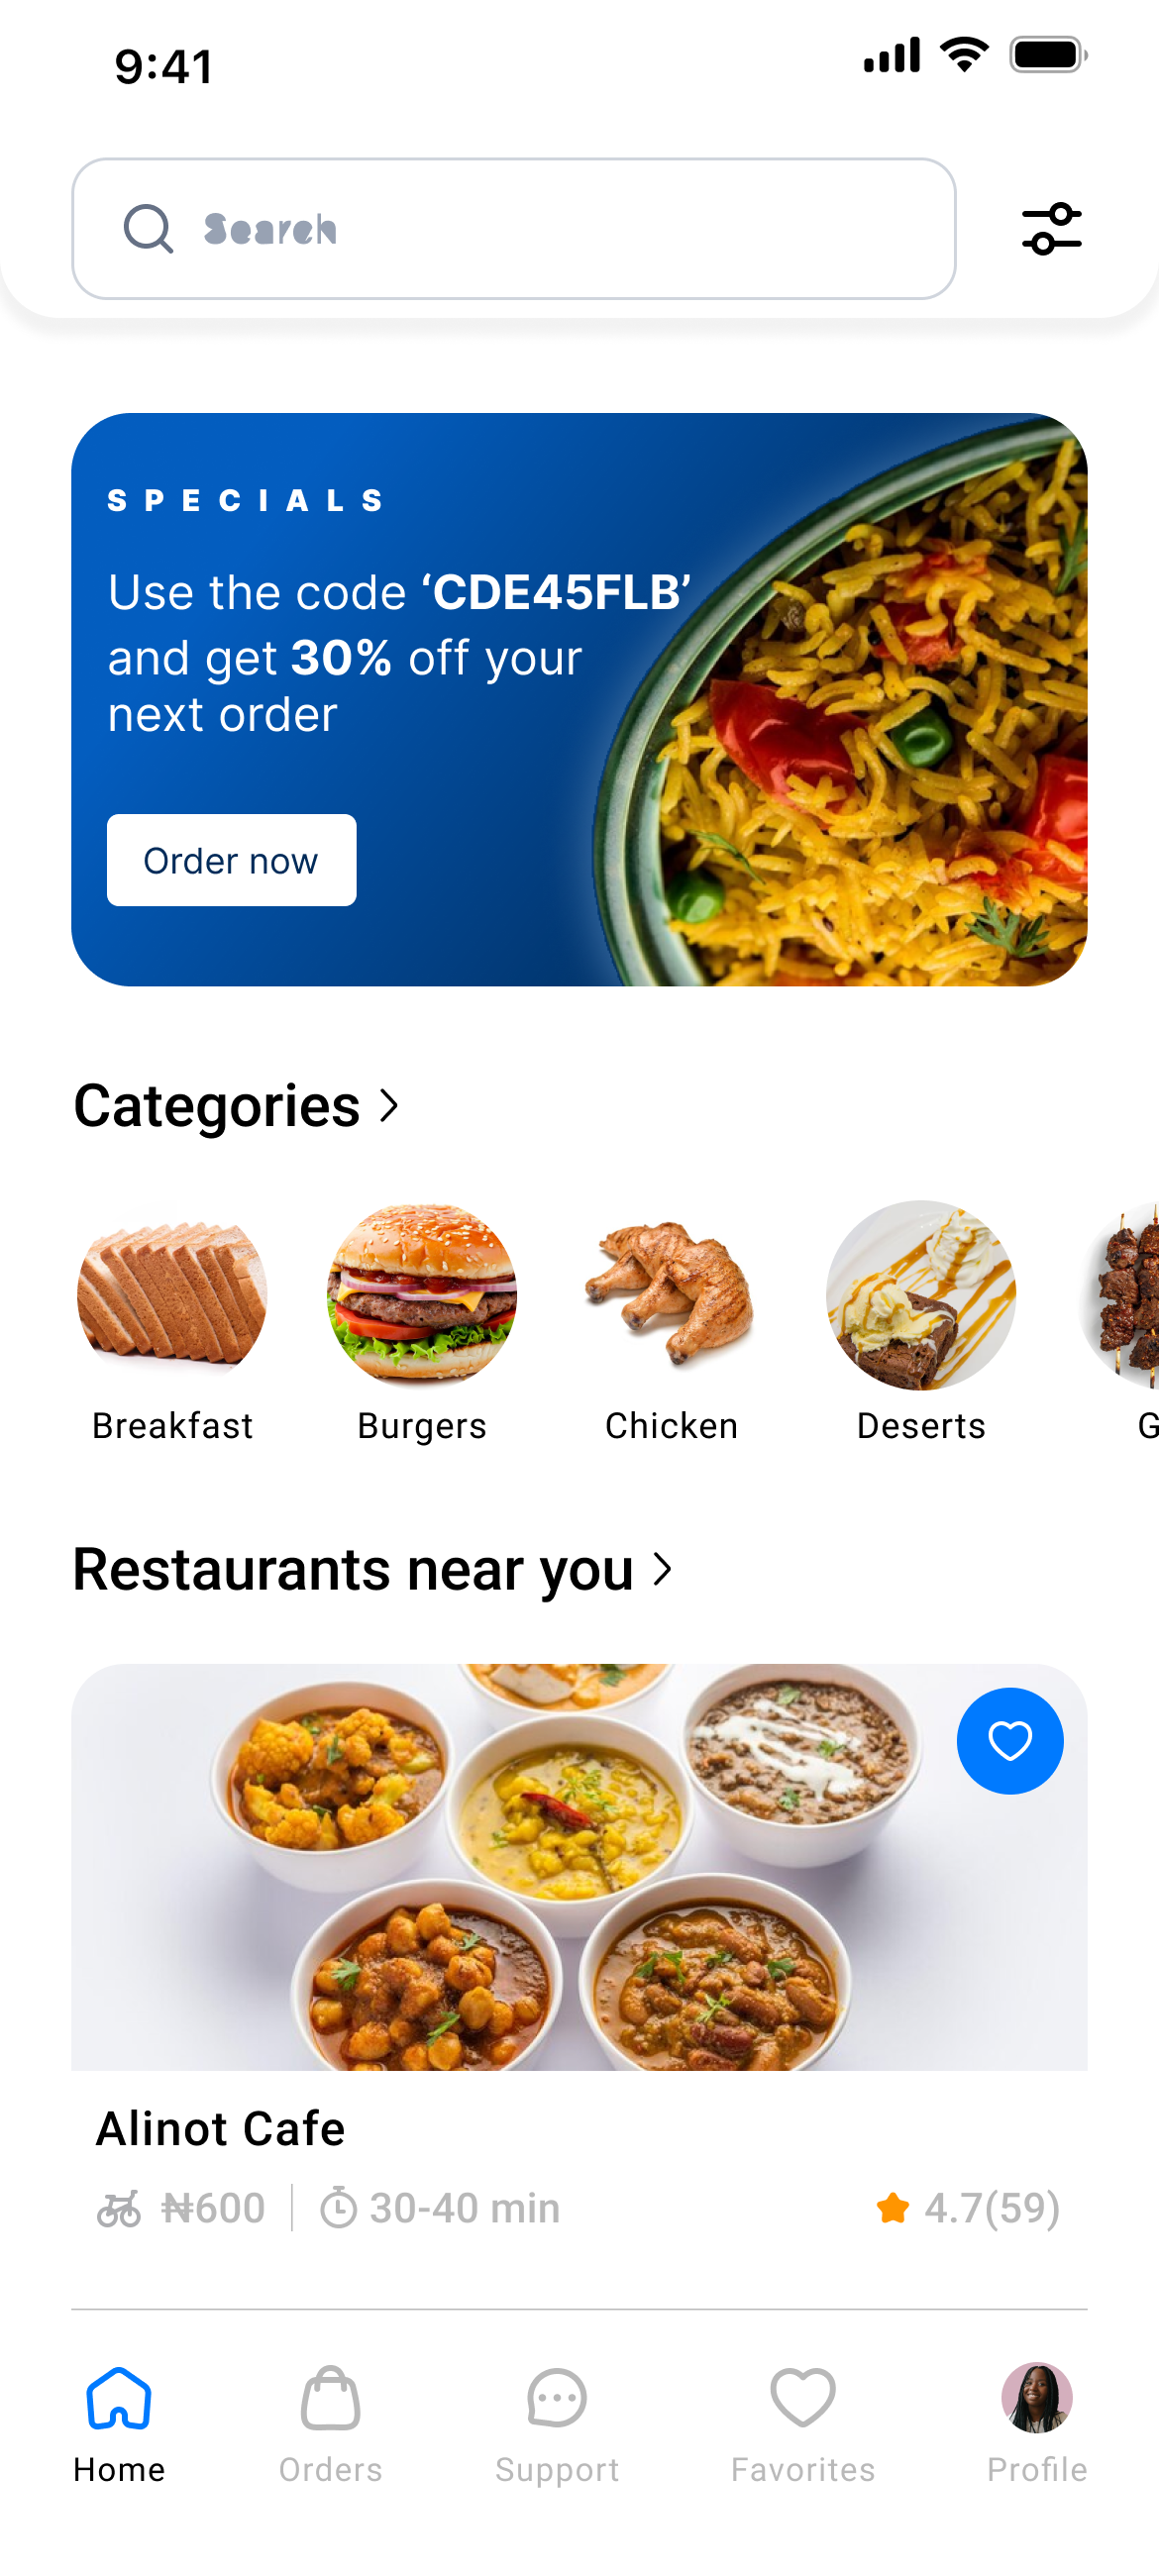 9:41
Search
SPECIALS
Use the code ‘CDE45FLB’
and get 30% off your
next order
Order now
Categories
Breakfast Burgers Chicken Deserts G
Restaurants near you
Alinot Cafe
₦600 30-40 min 4.7(59)
Home Orders Support Favorites Profile